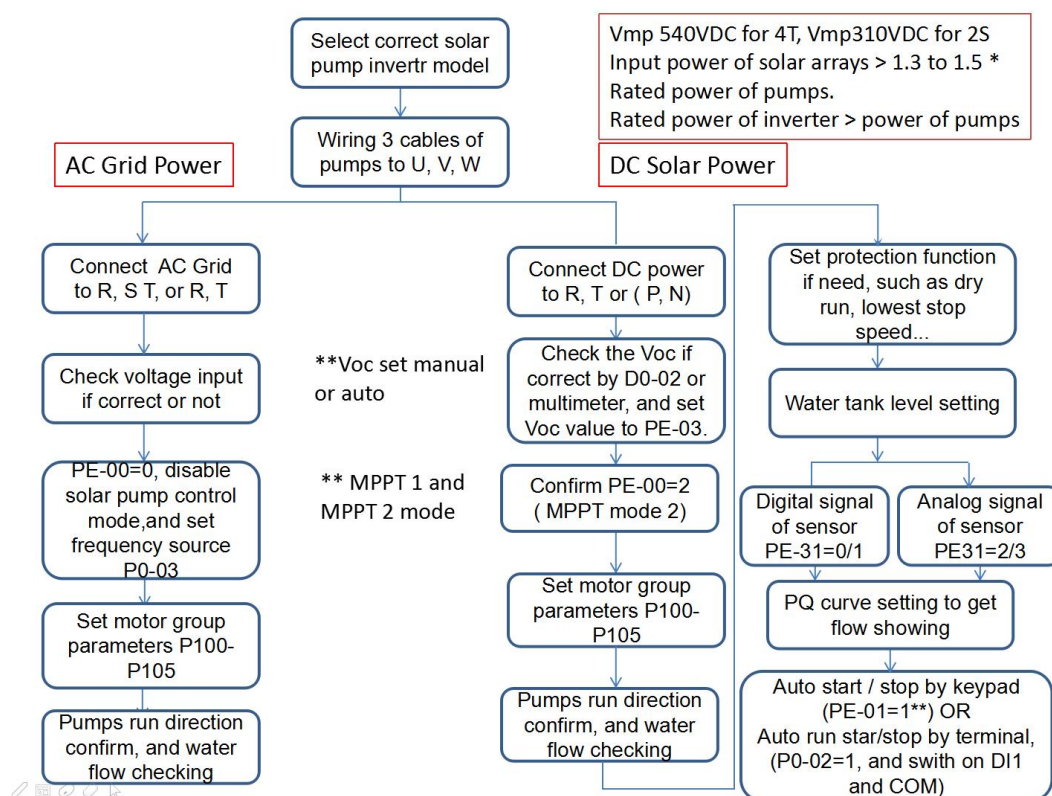 Select correct solar
pump invertr model
Vmp 540VDC for 4T, Vmp310VDC for 2S
Input power of solar arrays > 1.3 to 1.5 *
Rated power of pumps.
Rated power of inverter > power of pumps
Wiring 3 cables of
pumps to U, V, W
AC Grid Power
DC Solar Power
Connect AC Grid
to R, S T, or R, T
Check voltage input
if correct or not
PE-00=0, disable
solar pump control
mode,and set
frequency source
P0-03
Set motor group
parameters P100-
P105
Pumps run direction
confirm, and water
flow checking
**Voc set manual
or auto
** MPPT 1 and
MPPT 2 mode
Connect DC power
to R, T or ( P, N)
Check the Voc if
correct by D0-02 or
multimeter, and set
Voc value to PE-03.
Confirm PE-00=2
( MPPT mode 2)
Set motor group
parameters P100-
P105
Pumps run direction
confirm, and water
flow checking
Set protection function
if need, such as dry
run, lowest stop
speed...
Water tank level setting
Digital signal
of sensor
PE-31=0/1
Analog signal
of sensor
PE31=2/3
PQ curve setting to get
flow showing
Auto start / stop by keypad
(PE-01=1**) OR
Auto run star/stop by terminal,
(P0-02=1, and swith on DI1
and COM)